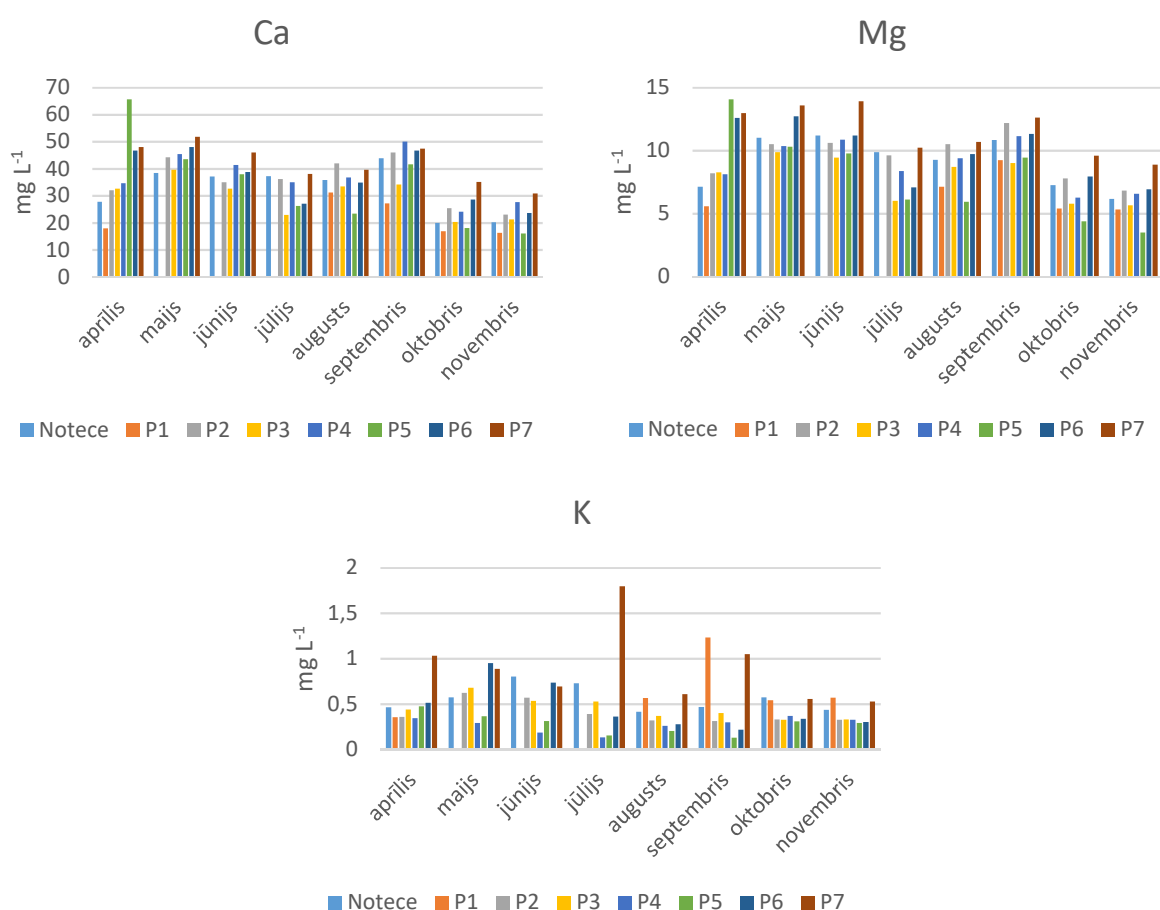 Ca
mg L-1
70
60
50
40
30
20
10
0
aprīlis
maijs
jūnijs
jūlijs
augusts
septembris
oktobris
novembris
Notece P1 P2 P3 P4 P5 P6 P7
Mg
mg L-1
15
10
5
0
aprīlis
maijs
jūnijs
jūlijs
augusts
septembris
oktobris
novembris
Notece P1 P2 P3 P4 P5 P6 P7
K
mg L-1
2
1,5
1
0,5
0
aprīlis
maijs
jūnijs
jūlijs
augusts
septembris
oktobris
novembris
Notece P1 P2 P3 P4 P5 P6 P7